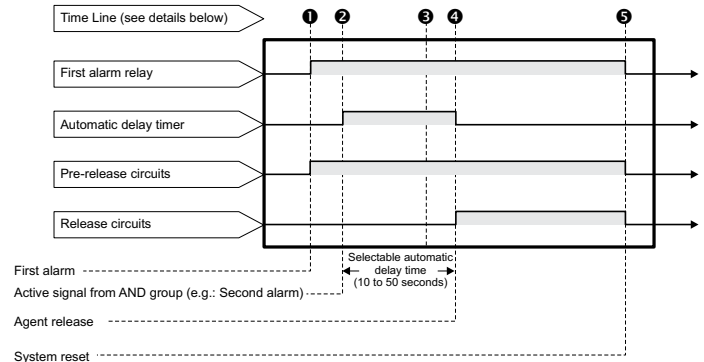 Time Line (see details below)
❶ ❷ ❸ ❹ ❺
First alarm relay
Automatic delay timer
Pre-release circuits
Release circuits
Selectable automatic
delay time
(10 to 50 seconds)
First alarm
Active signal from AND group (e.g.: Second alarm)
Agent release
System reset